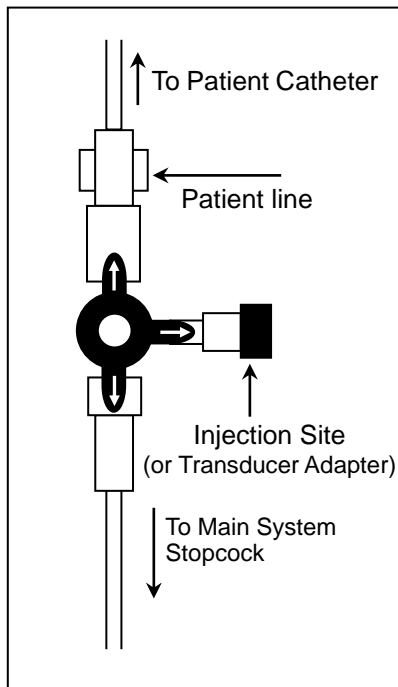 To Patient Catheter
Patient line
Injection Site
(or Transducer Adapter)
To Main System
Stopcock